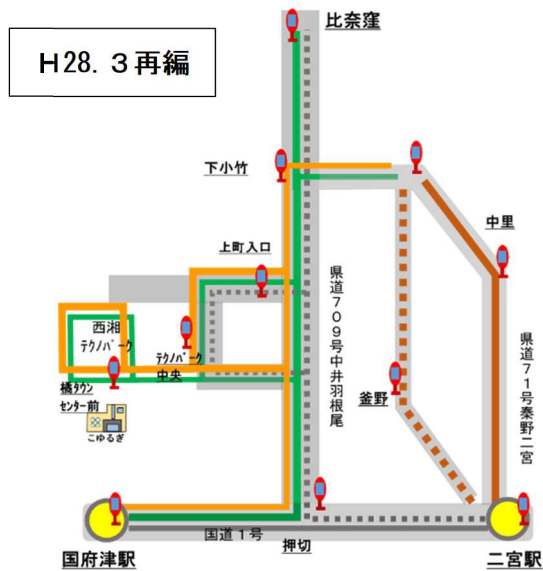 比奈窪
H28.3再編
下小竹
中里
上町入口
県道709号中井羽根尾
西湘
テクノパーク
テクノパーク
中央
県道71号秦野二宮
橘タウン
センター前
釜野
こゆるぎ
国道1号
押切
国府津駅
二宮駅